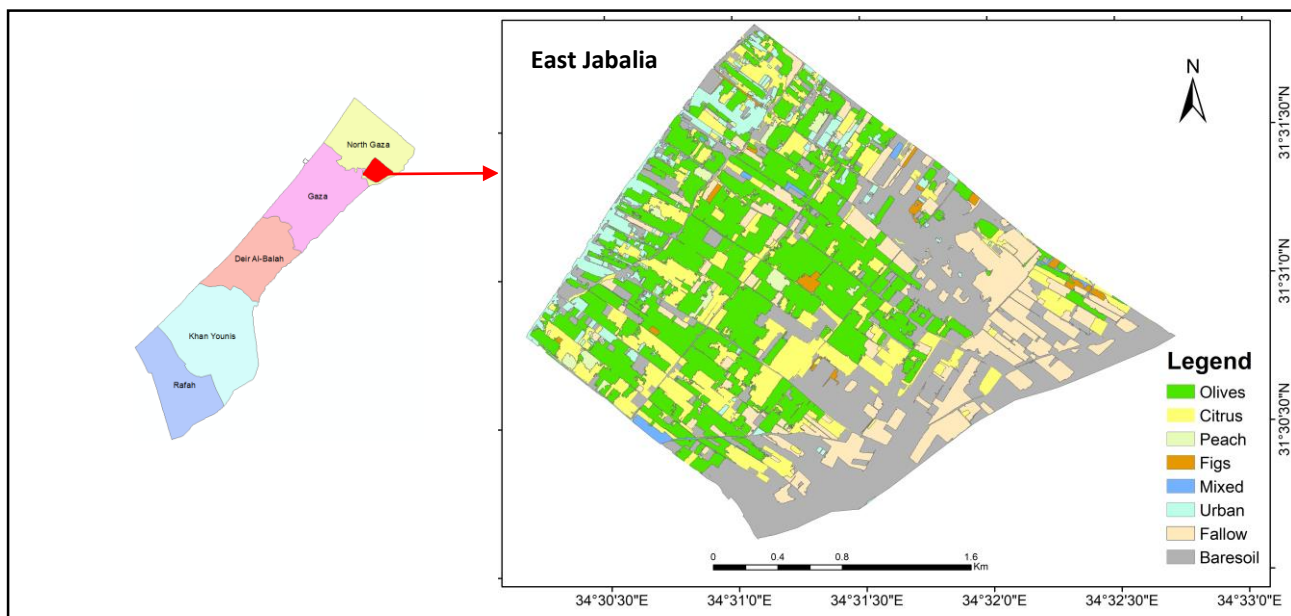 East Jabalia
N
North Gaza
Gaza
Deir Al-Balah
Khan Younis
Rafah
31°31'30"N
31°31'0"N
31°30'30"N
Legend
Olives
Citrus
Peach
Figs
Mixed
Urban
Fallow
Baresoil
0 0.4 0.8 1.6
Km
34°30'30"E 34°31'0"E 34°31'30"E 34°32'0"E 34°32'30"E 34°33'0"E